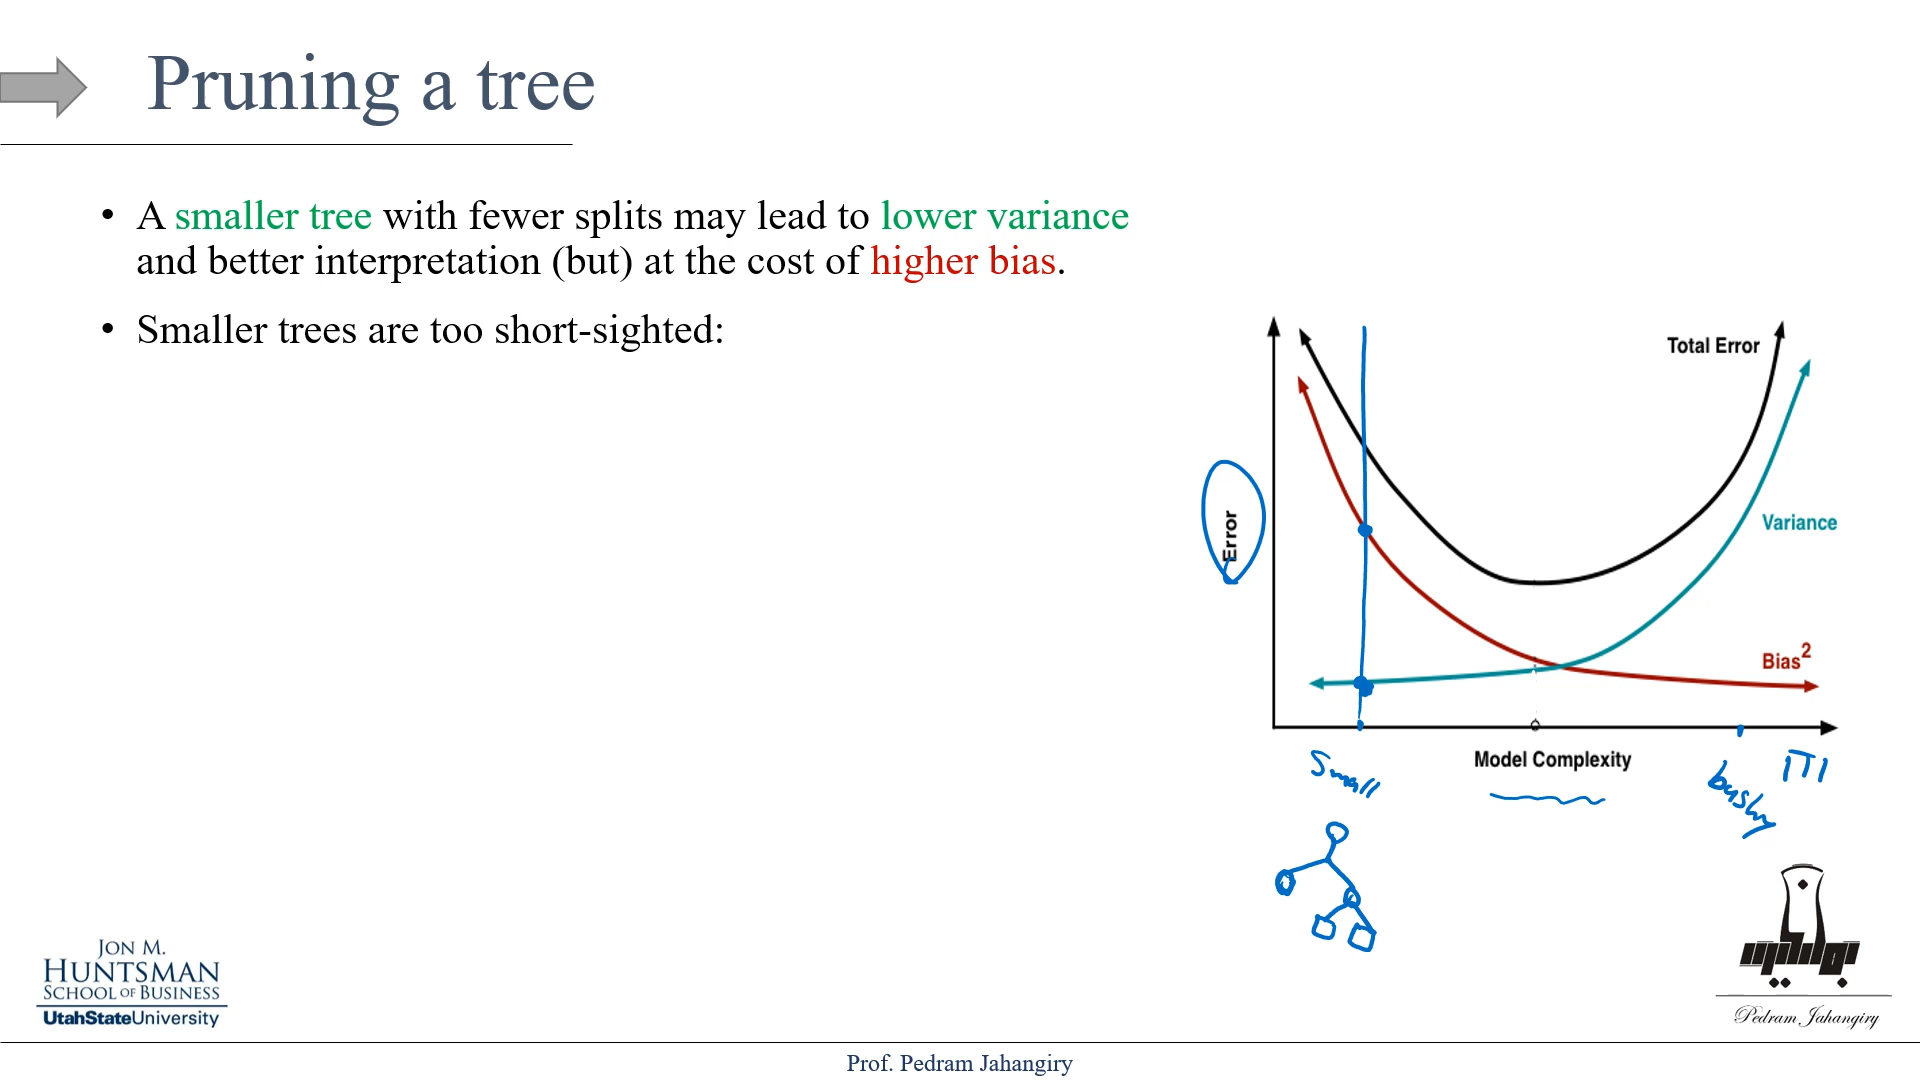 Pruning a tree
• A smaller tree with fewer splits may lead to lower variance
and better interpretation (but) at the cost of higher bias.
• Smaller trees are too short-sighted:
Total Error
Error
Variance
Bias²
Model Complexity
Small
bushy
|T|
JON M.
HUNTSMAN
SCHOOL OF BUSINESS
UtahStateUniversity
Pedram Jahangiry
Prof. Pedram Jahangiry